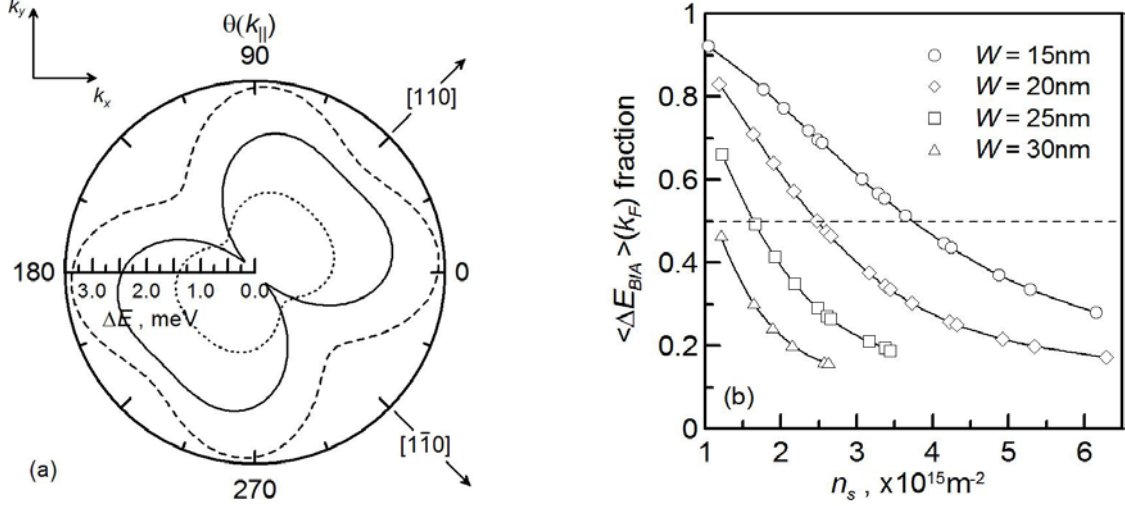 k_y
k_x
θ(k_||)
90
[110]
180
0
3.0 2.0 1.0 0.0
ΔE , meV
[11̄0]
270
(a)
<ΔE_BIA>(k_F) fraction
1
0.8
0.6
0.4
0.2
0
W = 15nm
W = 20nm
W = 25nm
W = 30nm
(b)
1 2 3 4 5 6
n_s , x10^15 m^-2